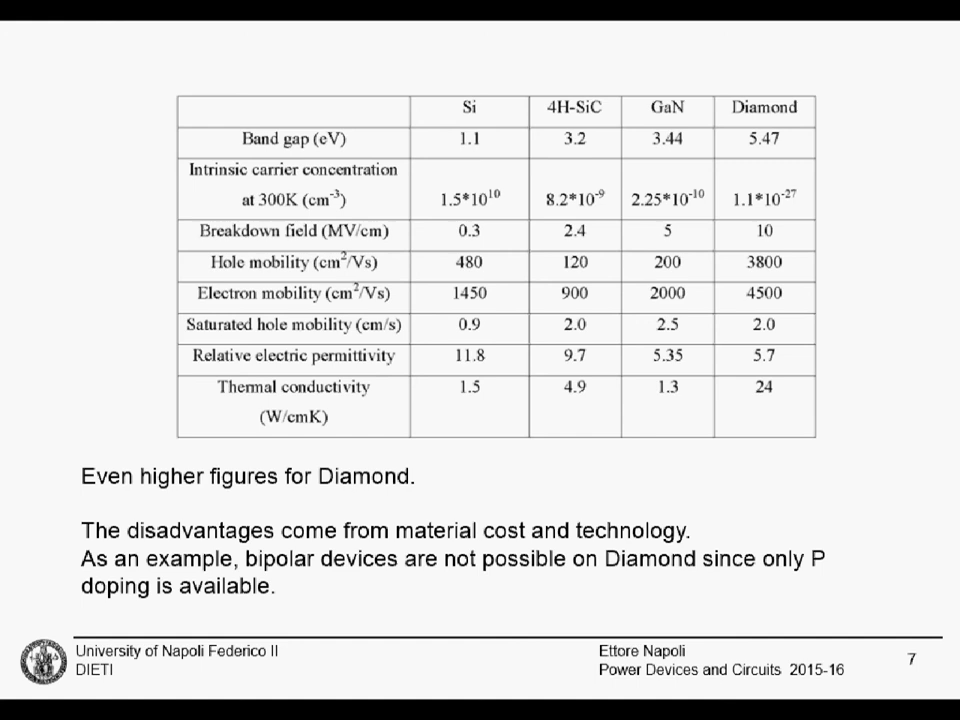 Si 4H-SiC GaN Diamond
Band gap (eV) 1.1 3.2 3.44 5.47
Intrinsic carrier concentration
at 300K (cm⁻³) 1.5*10¹⁰ 8.2*10⁻⁹ 2.25*10⁻¹⁰ 1.1*10⁻²⁷
Breakdown field (MV/cm) 0.3 2.4 5 10
Hole mobility (cm²/Vs) 480 120 200 3800
Electron mobility (cm²/Vs) 1450 900 2000 4500
Saturated hole mobility (cm/s) 0.9 2.0 2.5 2.0
Relative electric permittivity 11.8 9.7 5.35 5.7
Thermal conductivity 1.5 4.9 1.3 24
(W/cmK)
Even higher figures for Diamond.
The disadvantages come from material cost and technology.
As an example, bipolar devices are not possible on Diamond since only P
doping is available.
University of Napoli Federico II
DIETI
Ettore Napoli
Power Devices and Circuits 2015-16
7